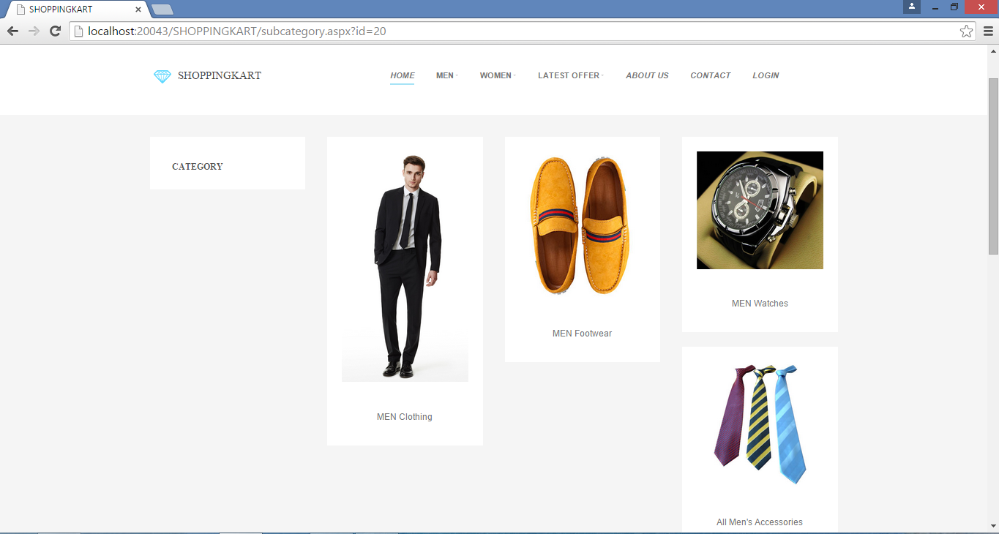 SHOPPINGKART
localhost:20043/SHOPPINGKART/subcategory.aspx?id=20
SHOPPINGKART
HOME MEN WOMEN LATEST OFFER ABOUT US CONTACT LOGIN
CATEGORY
MEN Clothing
MEN Footwear
MEN Watches
All Men's Accessories